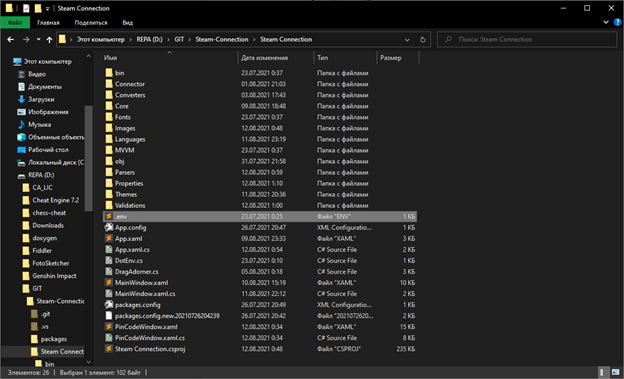 Steam Connection
Файл Главная Поделиться Вид
Этот компьютер > REPA (D:) > GIT > Steam-Connection > Steam Connection
Поиск: Steam Connection
Этот компьютер
Видео
Документы
Загрузки
Изображения
Музыка
Объемные объекты
Рабочий стол
Локальный диск (C
REPA (D:)
CA_LIC
Cheat Engine 7.2
chess-cheat
Downloads
doxygen
Fiddler
FotoSketcher
Genshin Impact
GIT
Steam-Connection
.git
.vs
packages
Steam Connect
bin
Имя Дата изменения Тип Размер
bin 23.07.2021 0:37 Папка с файлами
Connector 01.08.2021 21:03 Папка с файлами
Converters 03.08.2021 17:43 Папка с файлами
Core 09.08.2021 18:48 Папка с файлами
Fonts 23.07.2021 0:37 Папка с файлами
Images 12.08.2021 0:48 Папка с файлами
Languages 11.08.2021 23:19 Папка с файлами
MVVM 23.07.2021 0:37 Папка с файлами
obj 31.07.2021 21:58 Папка с файлами
Parsers 12.08.2021 0:59 Папка с файлами
Properties 12.08.2021 1:10 Папка с файлами
Themes 11.08.2021 20:36 Папка с файлами
Validations 12.08.2021 1:00 Папка с файлами
.env 23.07.2021 0:25 Файл "ENV" 1 КБ
App.config 26.07.2021 20:47 XML Configuratio... 1 КБ
App.xaml 09.08.2021 23:33 Файл "XAML" 3 КБ
App.xaml.cs 12.08.2021 0:54 C# Source File 2 КБ
DotEnv.cs 23.07.2021 0:10 C# Source File 1 КБ
DragAdorner.cs 05.08.2021 0:18 C# Source File 3 КБ
MainWindow.xaml 10.08.2021 15:19 Файл "XAML" 10 КБ
MainWindow.xaml.cs 11.08.2021 22:12 C# Source File 2 КБ
packages.config 26.07.2021 20:49 XML Configuratio... 1 КБ
packages.config.new.20210726204239 26.07.2021 20:42 Файл "2021072620... 1 КБ
PinCodeWindow.xaml 12.08.2021 0:34 Файл "XAML" 15 КБ
PinCodeWindow.xaml.cs 12.08.2021 0:34 C# Source File 8 КБ
Steam Connection.csproj 12.08.2021 0:48 Файл "CSPROJ" 235 КБ
Элементов: 26 Выбран 1 элемент: 102 байт